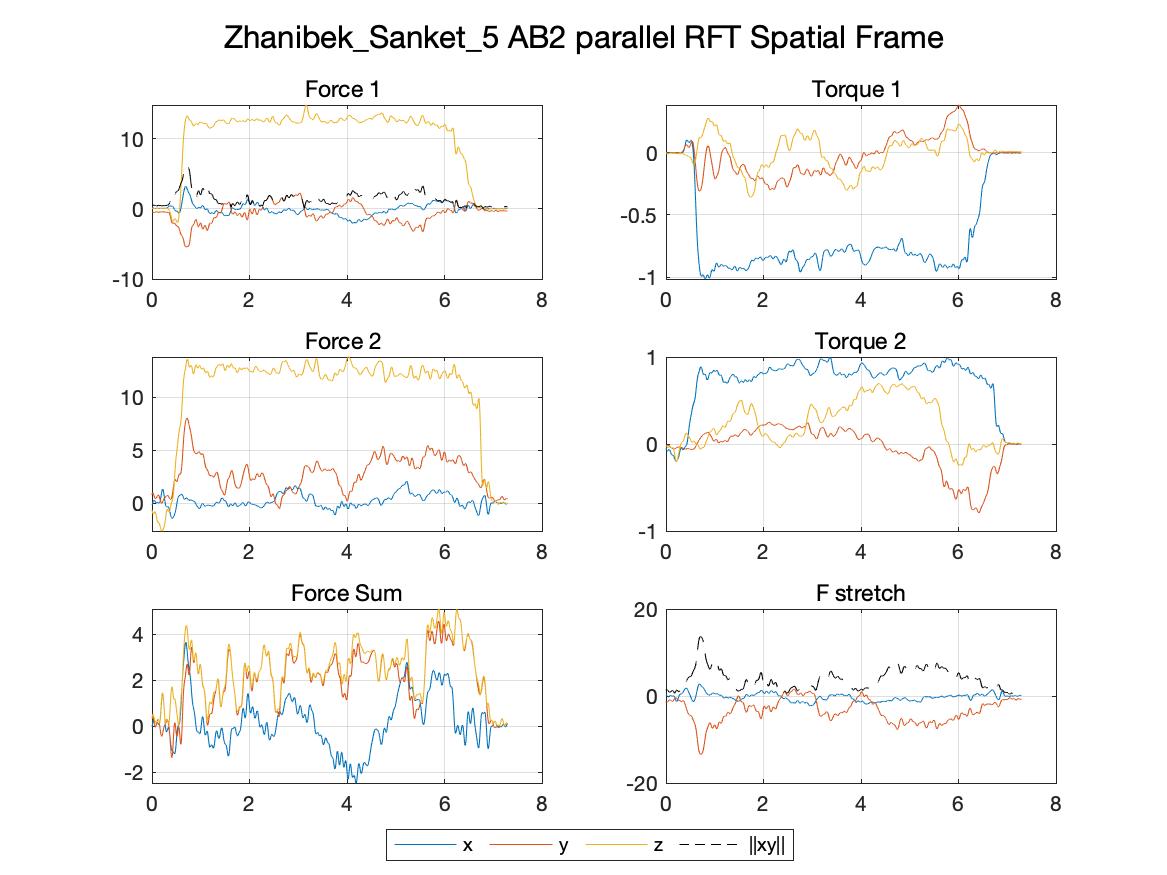 Zhanibek_Sanket_5 AB2 parallel RFT Spatial Frame
Force 1
10
0
-10
0 2 4 6 8
Torque 1
0
-0.5
-1
0 2 4 6 8
Force 2
10
5
0
0 2 4 6 8
Torque 2
1
0
-1
0 2 4 6 8
Force Sum
4
2
0
-2
0 2 4 6 8
F stretch
20
0
-20
0 2 4 6 8
x y z ||xy||